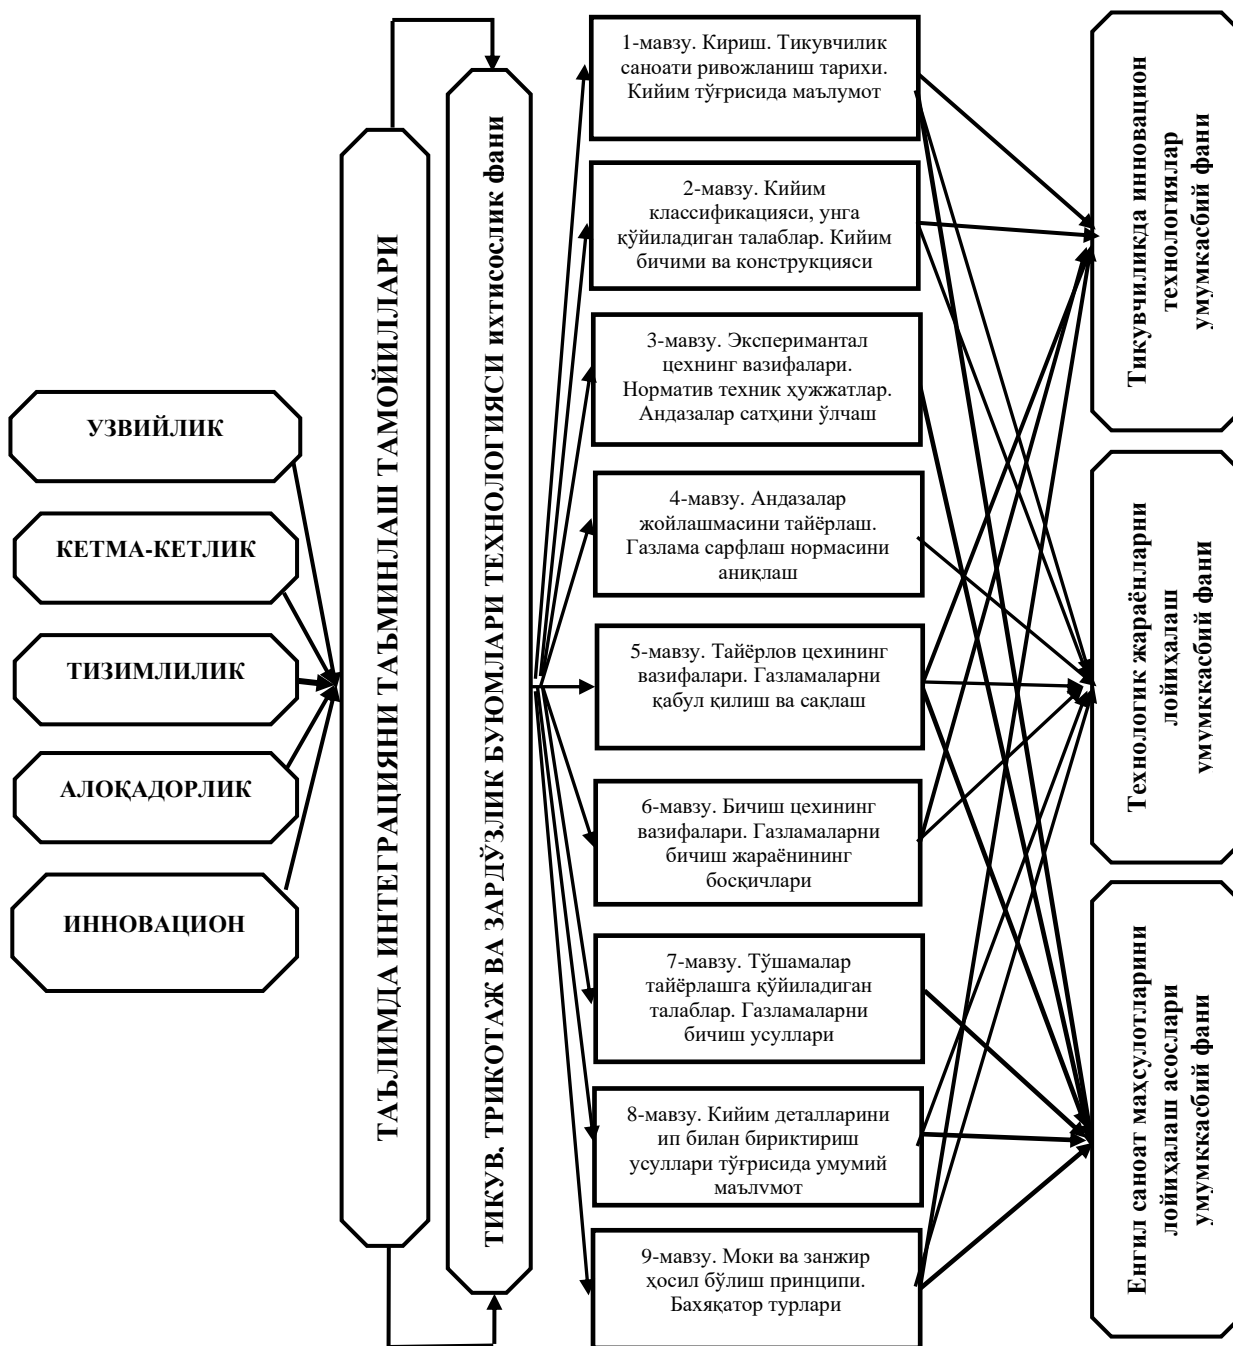 УЗВИЙЛИК
КЕТМА-КЕТЛИК
ТИЗИМЛИЛИК
АЛОҚАДОРЛИК
ИННОВАЦИОН
ТАЪЛИМДА ИНТЕГРАЦИЯНИ ТАЪМИНЛАШ ТАМОЙИЛЛАРИ
ТИКУВ, ТРИКОТАЖ ВА ЗАРДЎЗЛИК БУЮМЛАРИ ТЕХНОЛОГИЯСИ ихтисослик фани
1-мавзу. Кириш. Тикувчилик
саноати ривожланиш тарихи.
Кийим тўғрисида маълумот
2-мавзу. Кийим
классификацияси, унга
қўйиладиган талаблар. Кийим
бичими ва конструкцияси
3-мавзу. Эксперимантал
цехнинг вазифалари.
Норматив техник ҳужжатлар.
Андазалар сатҳини ўлчаш
4-мавзу. Андазалар
жойлашмасини тайёрлаш.
Газлама сарфлаш нормасини
аниқлаш
5-мавзу. Тайёрлов цехининг
вазифалари. Газламаларни
қабул қилиш ва сақлаш
6-мавзу. Бичиш цехининг
вазифалари. Газламаларни
бичиш жараёнининг
босқичлари
7-мавзу. Тўшамалар
тайёрлашга қўйиладиган
талаблар. Газламаларни
бичиш усуллари
8-мавзу. Кийим деталларини
ип билан бириктириш
усуллари тўғрисида умумий
маълумот
9-мавзу. Моки ва занжир
ҳосил бўлиш принципи.
Бахяқатор турлари
Тикувчиликда инновацион
технологиялар
умумкасбий фани
Технологик жараёнларни
лойиҳалаш
умумккасбий фани
Енгил саноат маҳсулотларини
лойиҳалаш асослари
умумккасбий фани